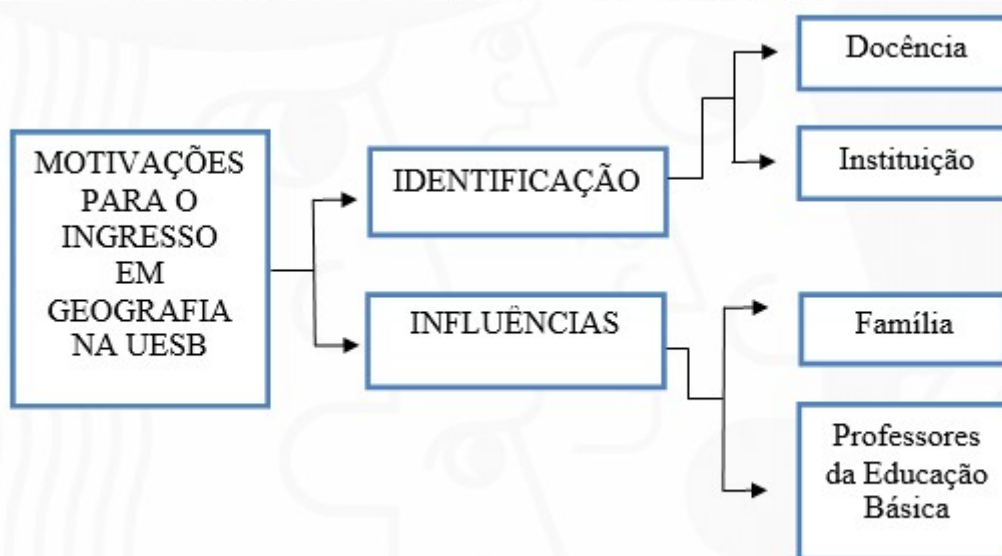 MOTIVAÇÕES
PARA O
INGRESSO
EM
GEOGRAFIA
NA UESB
IDENTIFICAÇÃO
Docência
Instituição
INFLUÊNCIAS
Família
Professores
da Educação
Básica